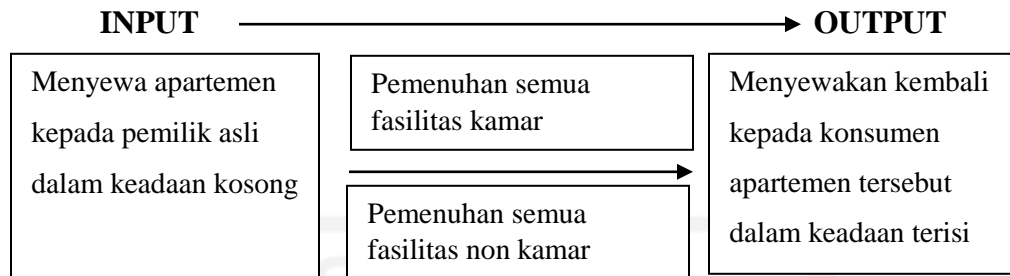 INPUT
OUTPUT
Menyewa apartemen
kepada pemilik asli
dalam keadaan kosong
Pemenuhan semua
fasilitas kamar
Pemenuhan semua
fasilitas non kamar
Menyewakan kembali
kepada konsumen
apartemen tersebut
dalam keadaan terisi